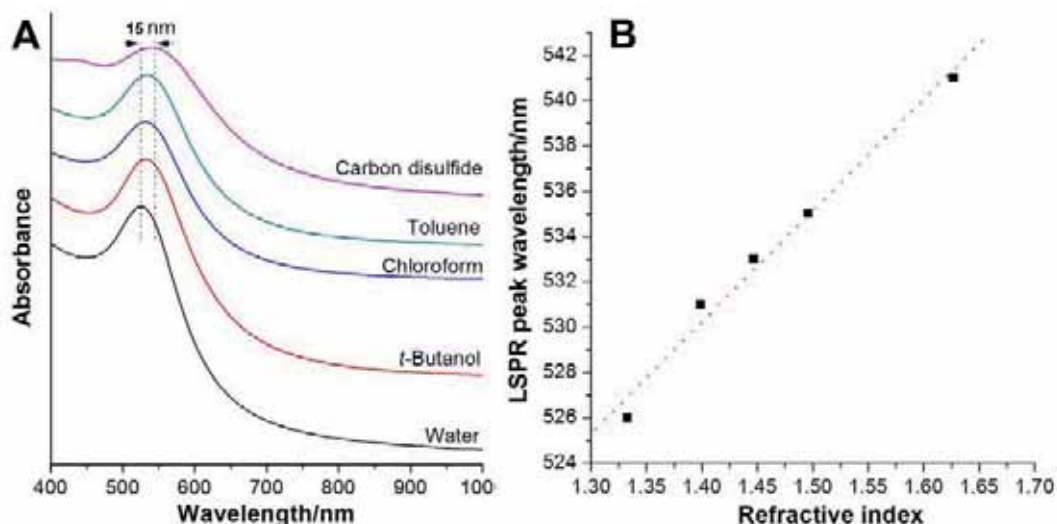 A
15 nm
Carbon disulfide
Toluene
Chloroform
t-Butanol
Water
Absorbance
400 500 600 700 800 900 100
Wavelength/nm
B
542
540
538
536
534
532
530
528
526
524
LSPR peak wavelength/nm
1.30 1.35 1.40 1.45 1.50 1.55 1.60 1.65 1.70
Refractive index